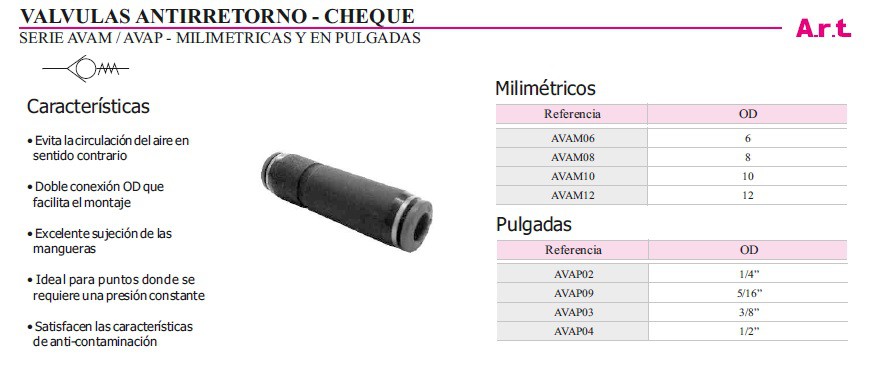 VALVULAS ANTIRRETORNO - CHEQUE
SERIE AVAM / AVAP - MILIMETRICAS Y EN PULGADAS
A.r.t.
Características
• Evita la circulación del aire en
sentido contrario
• Doble conexión OD que
facilita el montaje
• Excelente sujeción de las
mangueras
• Ideal para puntos donde se
requiere una presión constante
• Satisfacen las características
de anti-contaminación
Milimétricos
Referencia OD
AVAM06 6
AVAM08 8
AVAM10 10
AVAM12 12
Pulgadas
Referencia OD
AVAP02 1/4”
AVAP09 5/16”
AVAP03 3/8”
AVAP04 1/2”